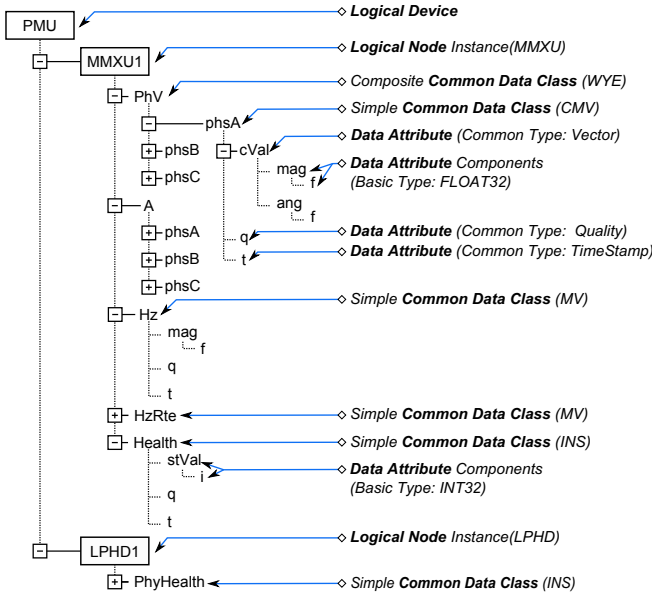 PMU
Logical Device
MMXU1
Logical Node Instance(MMXU)
PhV
Composite Common Data Class (WYE)
phsA
Simple Common Data Class (CMV)
phsB
cVal
Data Attribute (Common Type: Vector)
phsC
mag
f
Data Attribute Components
(Basic Type: FLOAT32)
A
ang
f
phsA
q
Data Attribute (Common Type: Quality)
phsB
t
Data Attribute (Common Type: TimeStamp)
phsC
Hz
Simple Common Data Class (MV)
mag
f
q
t
HzRte
Simple Common Data Class (MV)
Health
Simple Common Data Class (INS)
stVal
i
Data Attribute Components
(Basic Type: INT32)
q
t
LPHD1
Logical Node Instance(LPHD)
PhyHealth
Simple Common Data Class (INS)